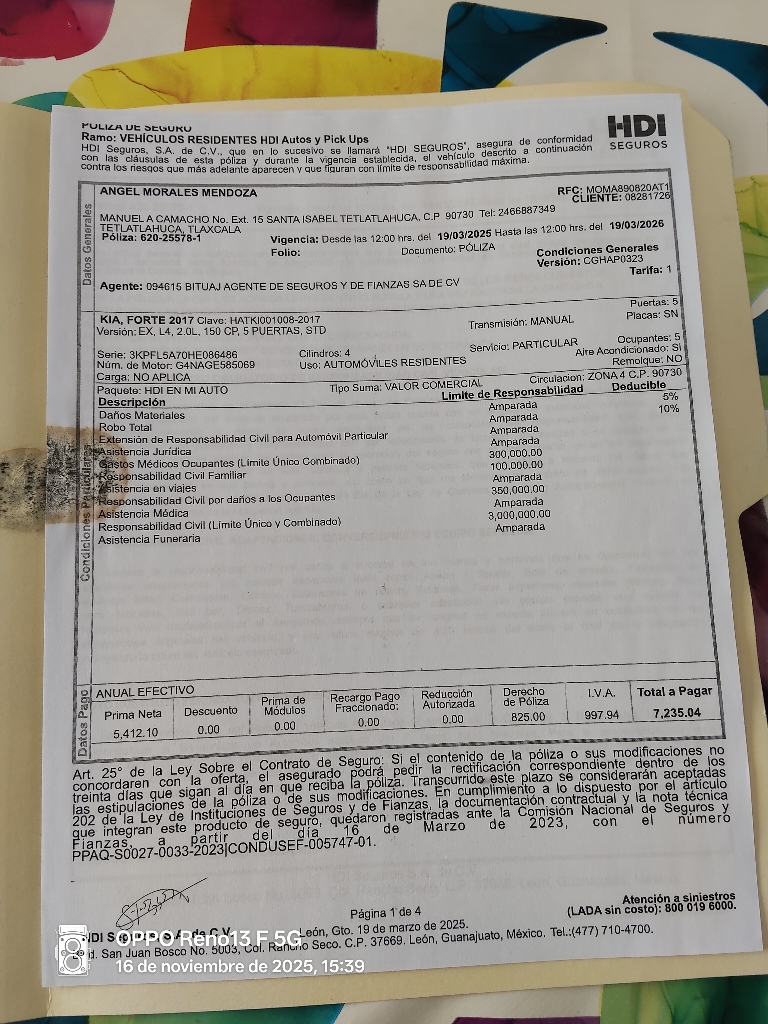 POLIZA DE SEGURO
Ramo: VEHÍCULOS RESIDENTES HDI Autos y Pick Ups
HDI Seguros, S.A. de C.V., que en lo sucesivo se llamará "HDI SEGUROS", asegura de conformidad
con las cláusulas de esta póliza y durante la vigencia establecida, el vehículo descrito a continuación
contra los riesgos que más adelante aparecen y que figuran con límite de responsabilidad máxima.
HDI
SEGUROS
Datos Generales
ANGEL MORALES MENDOZA
RFC: MOMA890820AT1
CLIENTE: 08281726
MANUEL A CAMACHO No. Ext. 15 SANTA ISABEL TETLATLAHUCA, C.P 90730 Tel: 2466887349
TETLATLAHUCA, TLAXCALA
Póliza: 620-25578-1
Vigencia: Desde las 12:00 hrs. del 19/03/2025 Hasta las 12:00 hrs. del 19/03/2026
Folio:
Documento: PÓLIZA
Condiciones Generales
Versión: CGHAP0323
Tarifa: 1
Agente: 094615 BITUAJ AGENTE DE SEGUROS Y DE FIANZAS SA DE CV
KIA, FORTE 2017 Clave: HATKI001008-2017
Puertas: 5
Versión: EX, L4, 2.0L, 150 CP, 5 PUERTAS, STD
Transmisión: MANUAL
Placas: SN
Serie: 3KPFL5A70HE086486
Cilindros: 4
Servicio: PARTICULAR
Ocupantes: 5
Núm. de Motor: G4NAGE585069
Uso: AUTOMÓVILES RESIDENTES
Aire Acondicionado: SI
Carga: NO APLICA
Remolque: NO
Paquete: HDI EN MI AUTO
Tipo Suma: VALOR COMERCIAL
Circulacion: ZONA 4 C.P. 90730
Condiciones Particulares
Descripción
Límite de Responsabilidad
Deducible
Daños Materiales
Amparada
5%
Robo Total
Amparada
10%
Extensión de Responsabilidad Civil para Automóvil Particular
Amparada
Asistencia Jurídica
Amparada
Gastos Médicos Ocupantes (Límite Único Combinado)
300,000.00
Responsabilidad Civil Familiar
100,000.00
Asistencia en viajes
Amparada
Responsabilidad Civil por daños a los Ocupantes
350,000.00
Asistencia Médica
Amparada
Responsabilidad Civil (Límite Único y Combinado)
3,000,000.00
Asistencia Funeraria
Amparada
Datos Pago
ANUAL EFECTIVO
Prima Neta
Descuento
Prima de Módulos
Recargo Pago Fraccionado:
Reducción Autorizada
Derecho de Póliza
I.V.A.
Total a Pagar
5,412.10
0.00
0.00
0.00
0.00
825.00
997.94
7,235.04
Art. 25° de la Ley Sobre el Contrato de Seguro: Si el contenido de la póliza o sus modificaciones no
concordaren con la oferta, el asegurado podrá pedir la rectificación correspondiente dentro de los
treinta días que sigan al día en que reciba la póliza. Transcurrido este plazo se considerarán aceptadas
las estipulaciones de la póliza o de sus modificaciones. En cumplimiento a lo dispuesto por el artículo
202 de la Ley de Instituciones de Seguros y de Fianzas, la documentación contractual y la nota técnica
que integran este producto de seguro, quedaron registradas ante la Comisión Nacional de Seguros y
Fianzas, a partir del día 16 de Marzo de 2023, con el número
PPAQ-S0027-0033-2023|CONDUSEF-005747-01.
Página 1 de 4
Atención a siniestros
(LADA sin costo): 800 019 6000.
HDI Seguros S.A. de C.V.
León, Gto. 19 de marzo de 2025.
San Juan Bosco No. 5003, Col. Rancho Seco. C.P. 37669. León, Guanajuato, México. Tel.:(477) 710-4700.
OPPO Reno13 F 5G
16 de noviembre de 2025, 15:39